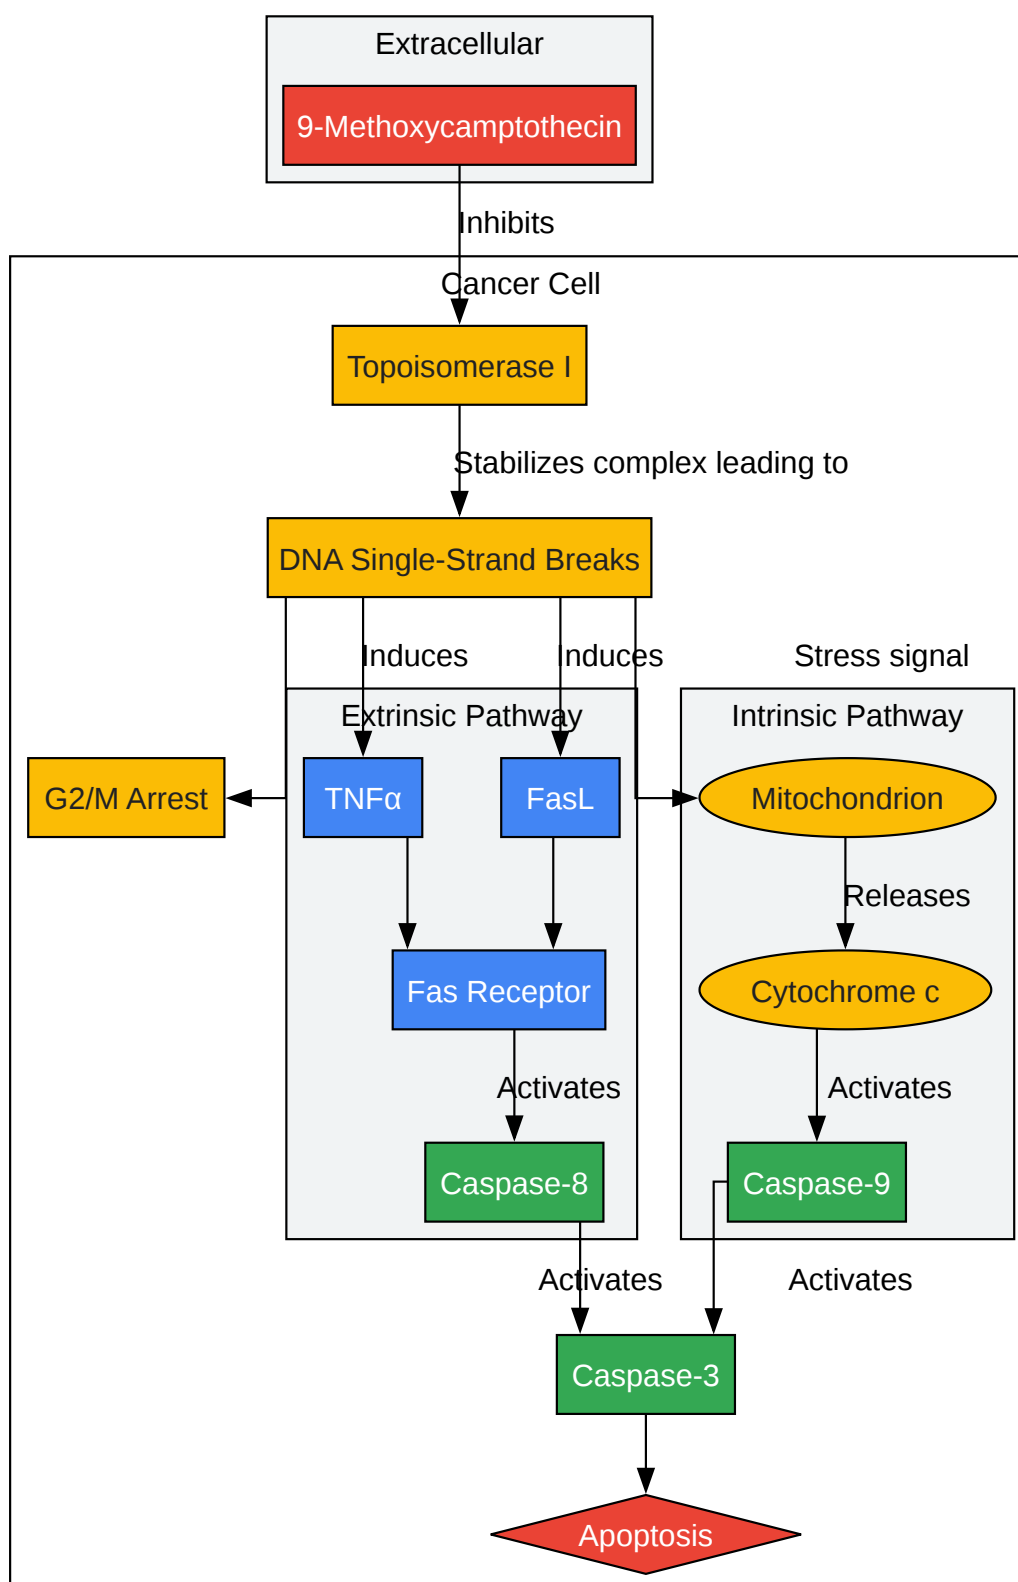 Extracellular
9-Methoxycamptothecin
Inhibits
Cancer Cell
Topoisomerase I
Stabilizes complex leading to
DNA Single-Strand Breaks
Induces
Induces
Stress signal
Extrinsic Pathway
Intrinsic Pathway
G2/M Arrest
TNFα
FasL
Mitochondrion
Releases
Fas Receptor
Cytochrome c
Activates
Activates
Caspase-8
Caspase-9
Activates
Activates
Caspase-3
Apoptosis